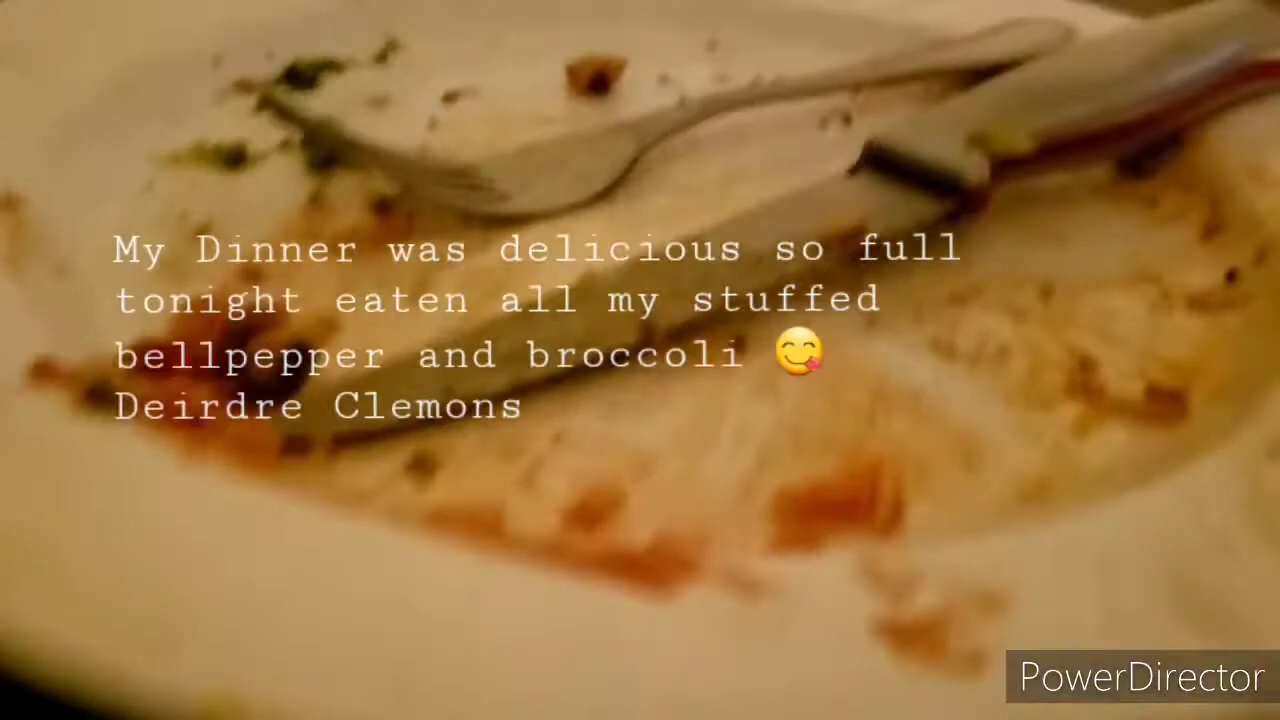 My Dinner was delicious so full
tonight eaten all my stuffed
bellpepper and broccoli 😋
Deirdre Clemons
PowerDirector